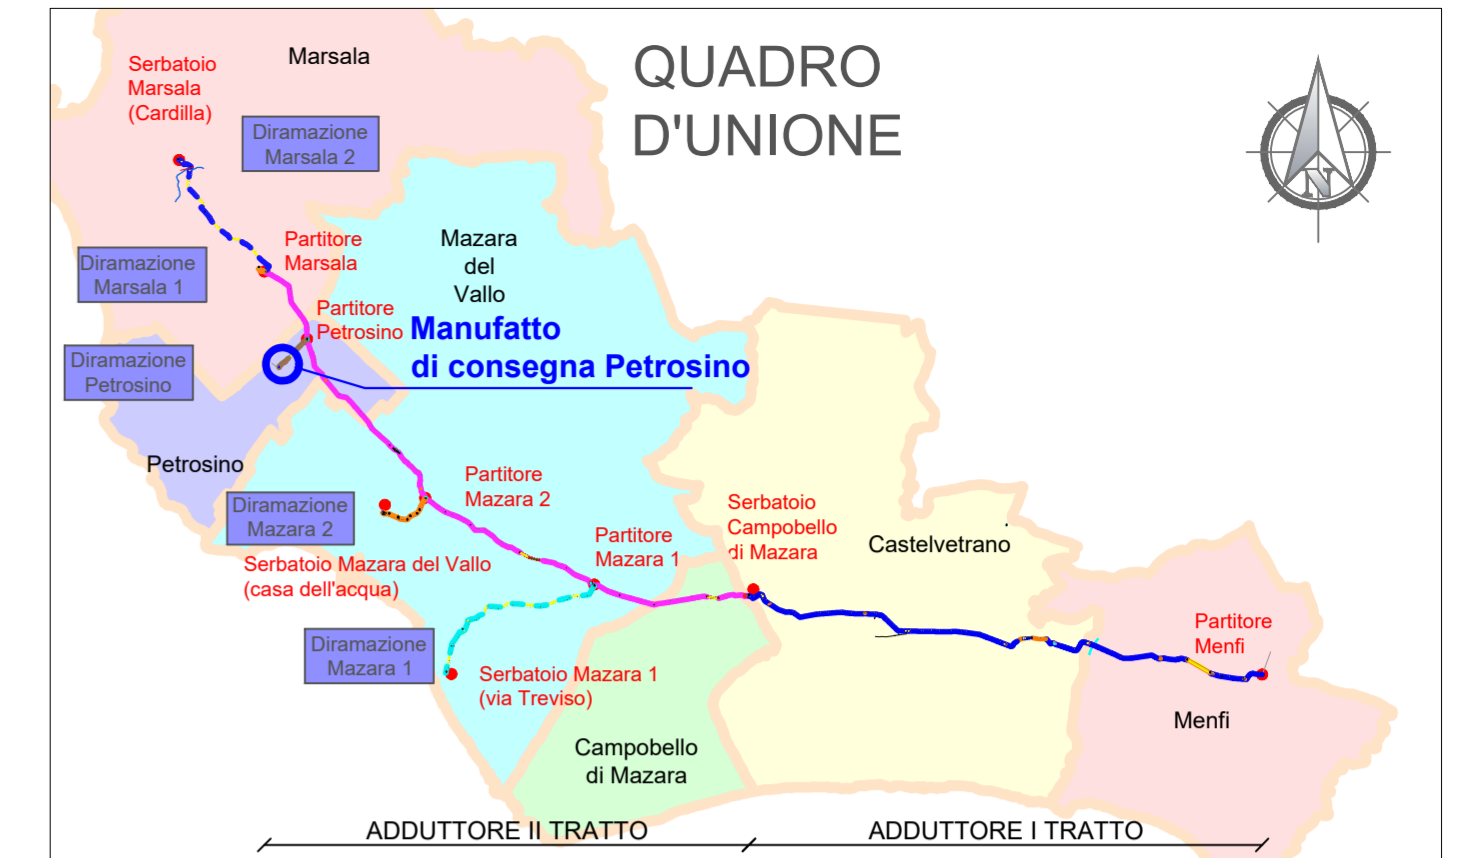 QUADRO
D'UNIONE
N
Marsala
Serbatoio
Marsala
(Cardilla)
Diramazione
Marsala 2
Partitore
Marsala
Diramazione
Marsala 1
Mazara
del
Vallo
Partitore
Petrosino
Manufatto
di consegna Petrosino
Diramazione
Petrosino
Petrosino
Partitore
Mazara 2
Diramazione
Mazara 2
Serbatoio Mazara del Vallo
(casa dell'acqua)
Partitore
Mazara 1
Serbatoio
Campobello
di Mazara
Castelvetrano
Diramazione
Mazara 1
Serbatoio Mazara 1
(via Treviso)
Partitore
Menfi
Menfi
Campobello
di Mazara
ADDUTTORE II TRATTO
ADDUTTORE I TRATTO